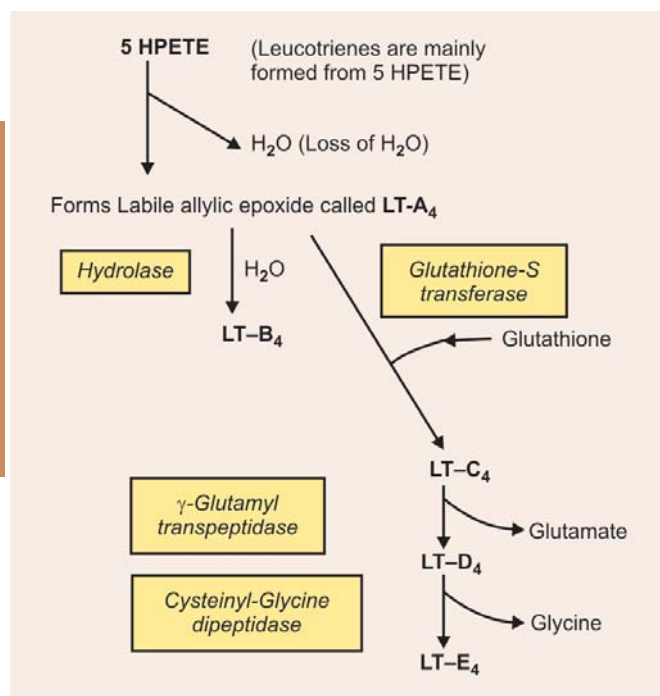 5 HPETE (Leucotrienes are mainly
formed from 5 HPETE)
H₂O (Loss of H₂O)
Forms Labile allylic epoxide called LT-A₄
Hydrolase
H₂O
Glutathione-S
transferase
LT–B₄
Glutathione
LT–C₄
γ-Glutamyl
transpeptidase
Glutamate
LT–D₄
Cysteinyl-Glycine
dipeptidase
Glycine
LT–E₄